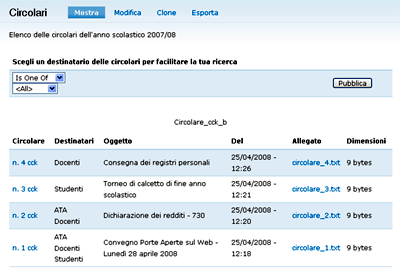 Circolari Mostra Modifica Clone Esporta
Elenco delle circolari dell'anno scolastico 2007/08
Scegli un destinatario delle circolari per facilitare la tua ricerca
Is One Of
<All>
Pubblica
Circolare_cck_b
Circolare Destinatari Oggetto Del Allegato Dimensioni
n. 4 cck Docenti Consegna dei registri personali 25/04/2008 - 12:26 circolare_4.txt 9 bytes
n. 3 cck Studenti Torneo di calcetto di fine anno scolastico 25/04/2008 - 12:21 circolare_3.txt 9 bytes
n. 2 cck ATA Docenti Dichiarazione dei redditi - 730 25/04/2008 - 12:20 circolare_2.txt 9 bytes
n. 1 cck ATA Docenti Studenti Convegno Porte Aperte sul Web - Lunedì 28 aprile 2008 25/04/2008 - 12:18 circolare_1.txt 9 bytes